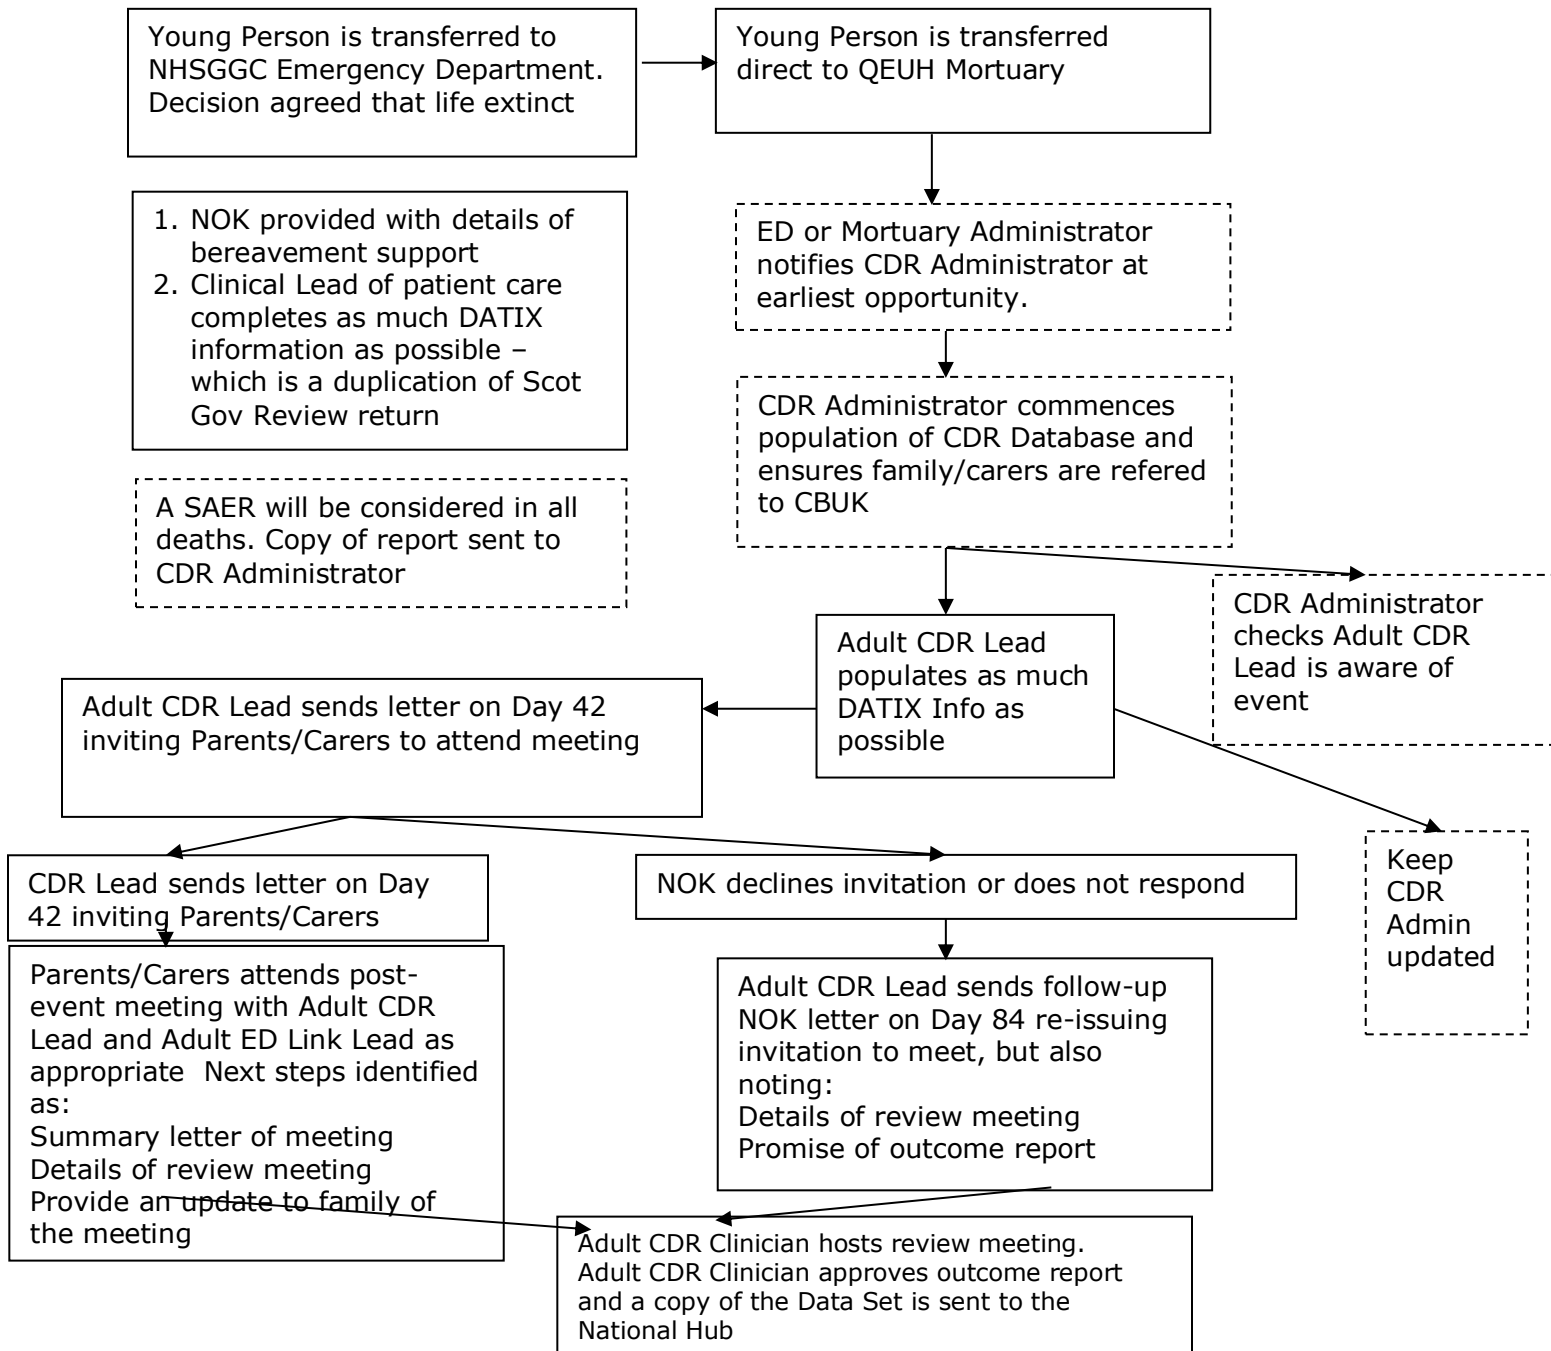 Young Person is transferred to
NHSGGC Emergency Department.
Decision agreed that life extinct
Young Person is transferred
direct to QEUH Mortuary
1. NOK provided with details of
bereavement support
2. Clinical Lead of patient care
completes as much DATIX
information as possible –
which is a duplication of Scot
Gov Review return
ED or Mortuary Administrator
notifies CDR Administrator at
earliest opportunity.
CDR Administrator commences
population of CDR Database and
ensures family/carers are refered
to CBUK
A SAER will be considered in all
deaths. Copy of report sent to
CDR Administrator
CDR Administrator
checks Adult CDR
Lead is aware of
event
Adult CDR Lead
populates as much
DATIX Info as
possible
Adult CDR Lead sends letter on Day 42
inviting Parents/Carers to attend meeting
Keep
CDR
Admin
updated
CDR Lead sends letter on Day
42 inviting Parents/Carers
NOK declines invitation or does not respond
Parents/Carers attends post-
event meeting with Adult CDR
Lead and Adult ED Link Lead as
appropriate  Next steps identified
as:
Summary letter of meeting
Details of review meeting
Provide an update to family of
the meeting
Adult CDR Lead sends follow-up
NOK letter on Day 84 re-issuing
invitation to meet, but also
noting:
Details of review meeting
Promise of outcome report
Adult CDR Clinician hosts review meeting.
Adult CDR Clinician approves outcome report
and a copy of the Data Set is sent to the
National Hub